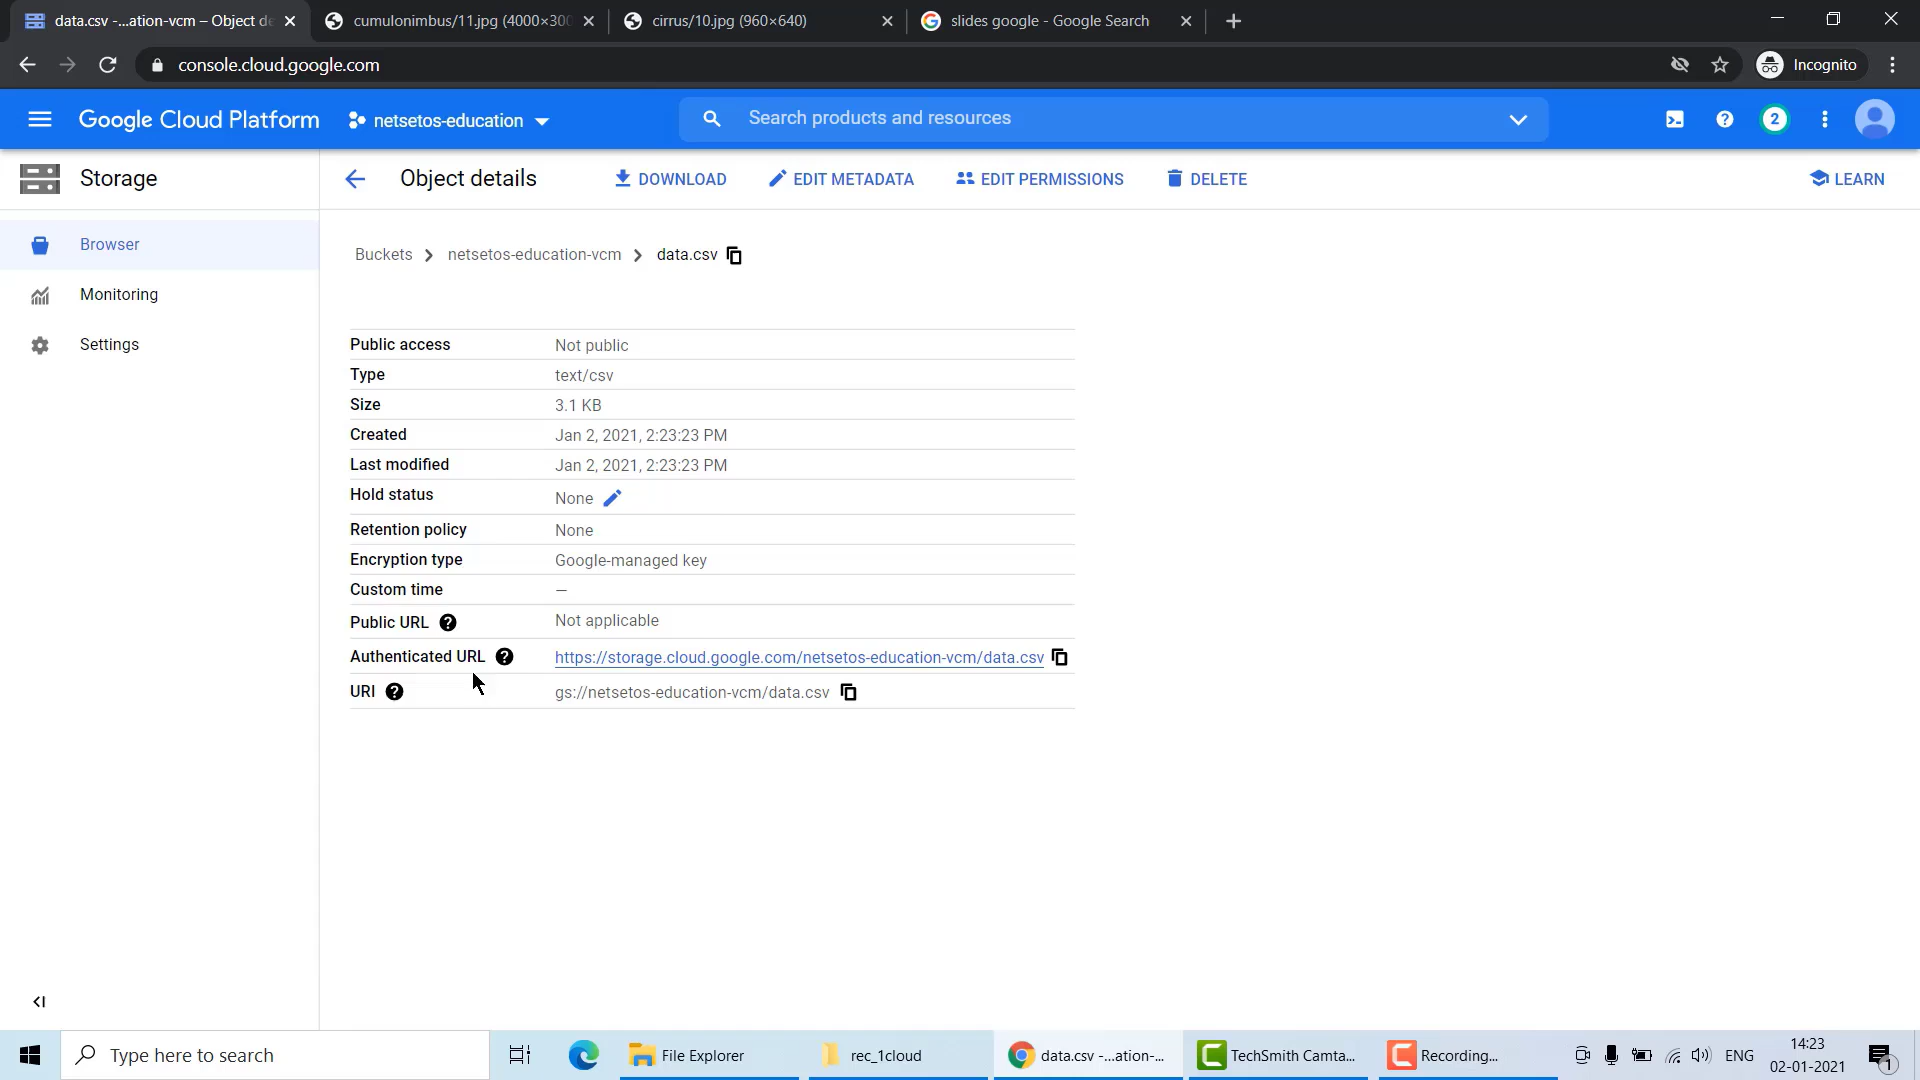 data.csv -...ation-vcm – Object de
cumulonimbus/11.jpg (4000×300
cirrus/10.jpg (960×640)
slides google - Google Search
console.cloud.google.com
Incognito
Google Cloud Platform
netsetos-education
Search products and resources
2
Storage
Object details
DOWNLOAD
EDIT METADATA
EDIT PERMISSIONS
DELETE
LEARN
Browser
Monitoring
Settings
Buckets > netsetos-education-vcm > data.csv
Public access Not public
Type text/csv
Size 3.1 KB
Created Jan 2, 2021, 2:23:23 PM
Last modified Jan 2, 2021, 2:23:23 PM
Hold status None
Retention policy None
Encryption type Google-managed key
Custom time —
Public URL ? Not applicable
Authenticated URL ? https://storage.cloud.google.com/netsetos-education-vcm/data.csv
URI ? gs://netsetos-education-vcm/data.csv
Type here to search
File Explorer
rec_1cloud
data.csv -...ation-...
TechSmith Camta...
Recording...
ENG
14:23
02-01-2021
1